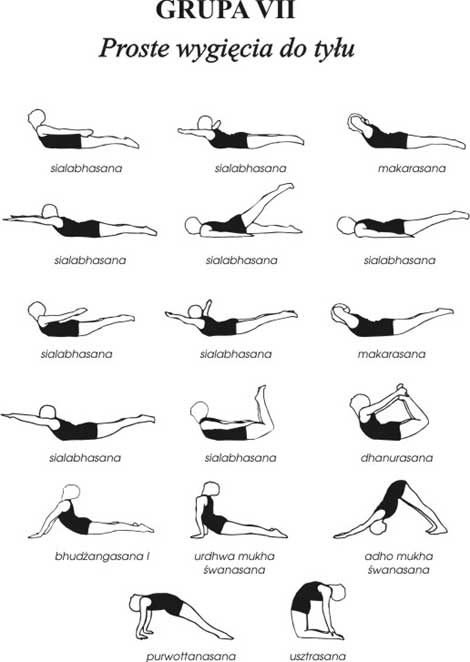 GRUPA VII
Proste wygięcia do tyłu
sialabhasana sialabhasana makarasana
sialabhasana sialabhasana sialabhasana
sialabhasana sialabhasana makarasana
sialabhasana sialabhasana dhanurasana
bhudżangasana I urdhwa mukha adho mukha
świanasana świanasana
purwottanasana usztrasana